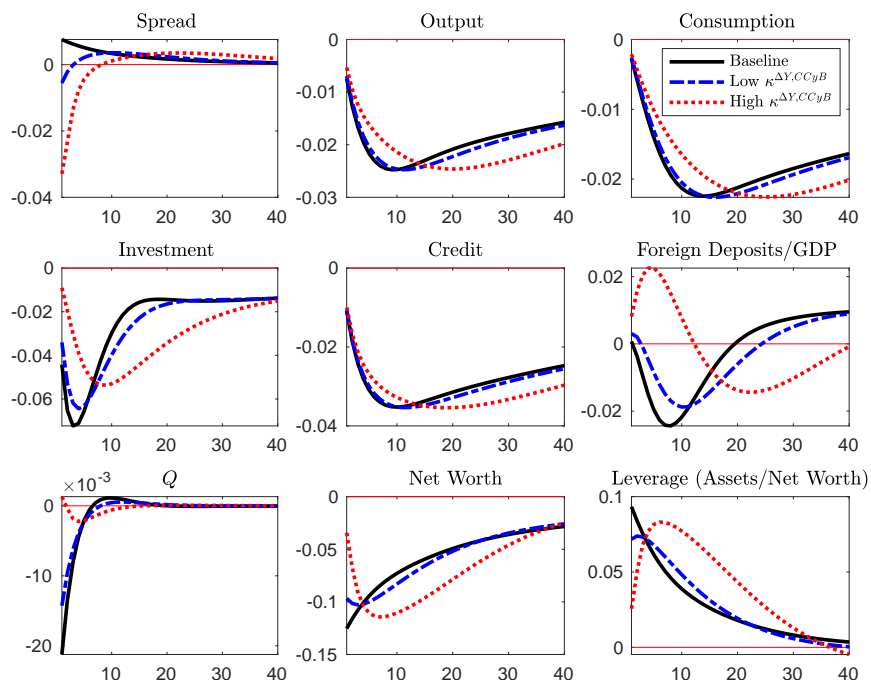 Spread
0
-0.02
-0.04
10 20 30 40
Output
0
-0.01
-0.02
-0.03
10 20 30 40
Consumption
0
-0.01
-0.02
10 20 30 40
Baseline
Low κ^{ΔY,CCyB}
High κ^{ΔY,CCyB}
Investment
0
-0.02
-0.04
-0.06
10 20 30 40
Credit
0
-0.02
-0.04
10 20 30 40
Foreign Deposits/GDP
0.02
0
-0.02
10 20 30 40
Q
×10^{-3}
0
-10
-20
10 20 30 40
Net Worth
0
-0.05
-0.1
-0.15
10 20 30 40
Leverage (Assets/Net Worth)
0.1
0.05
0
10 20 30 40